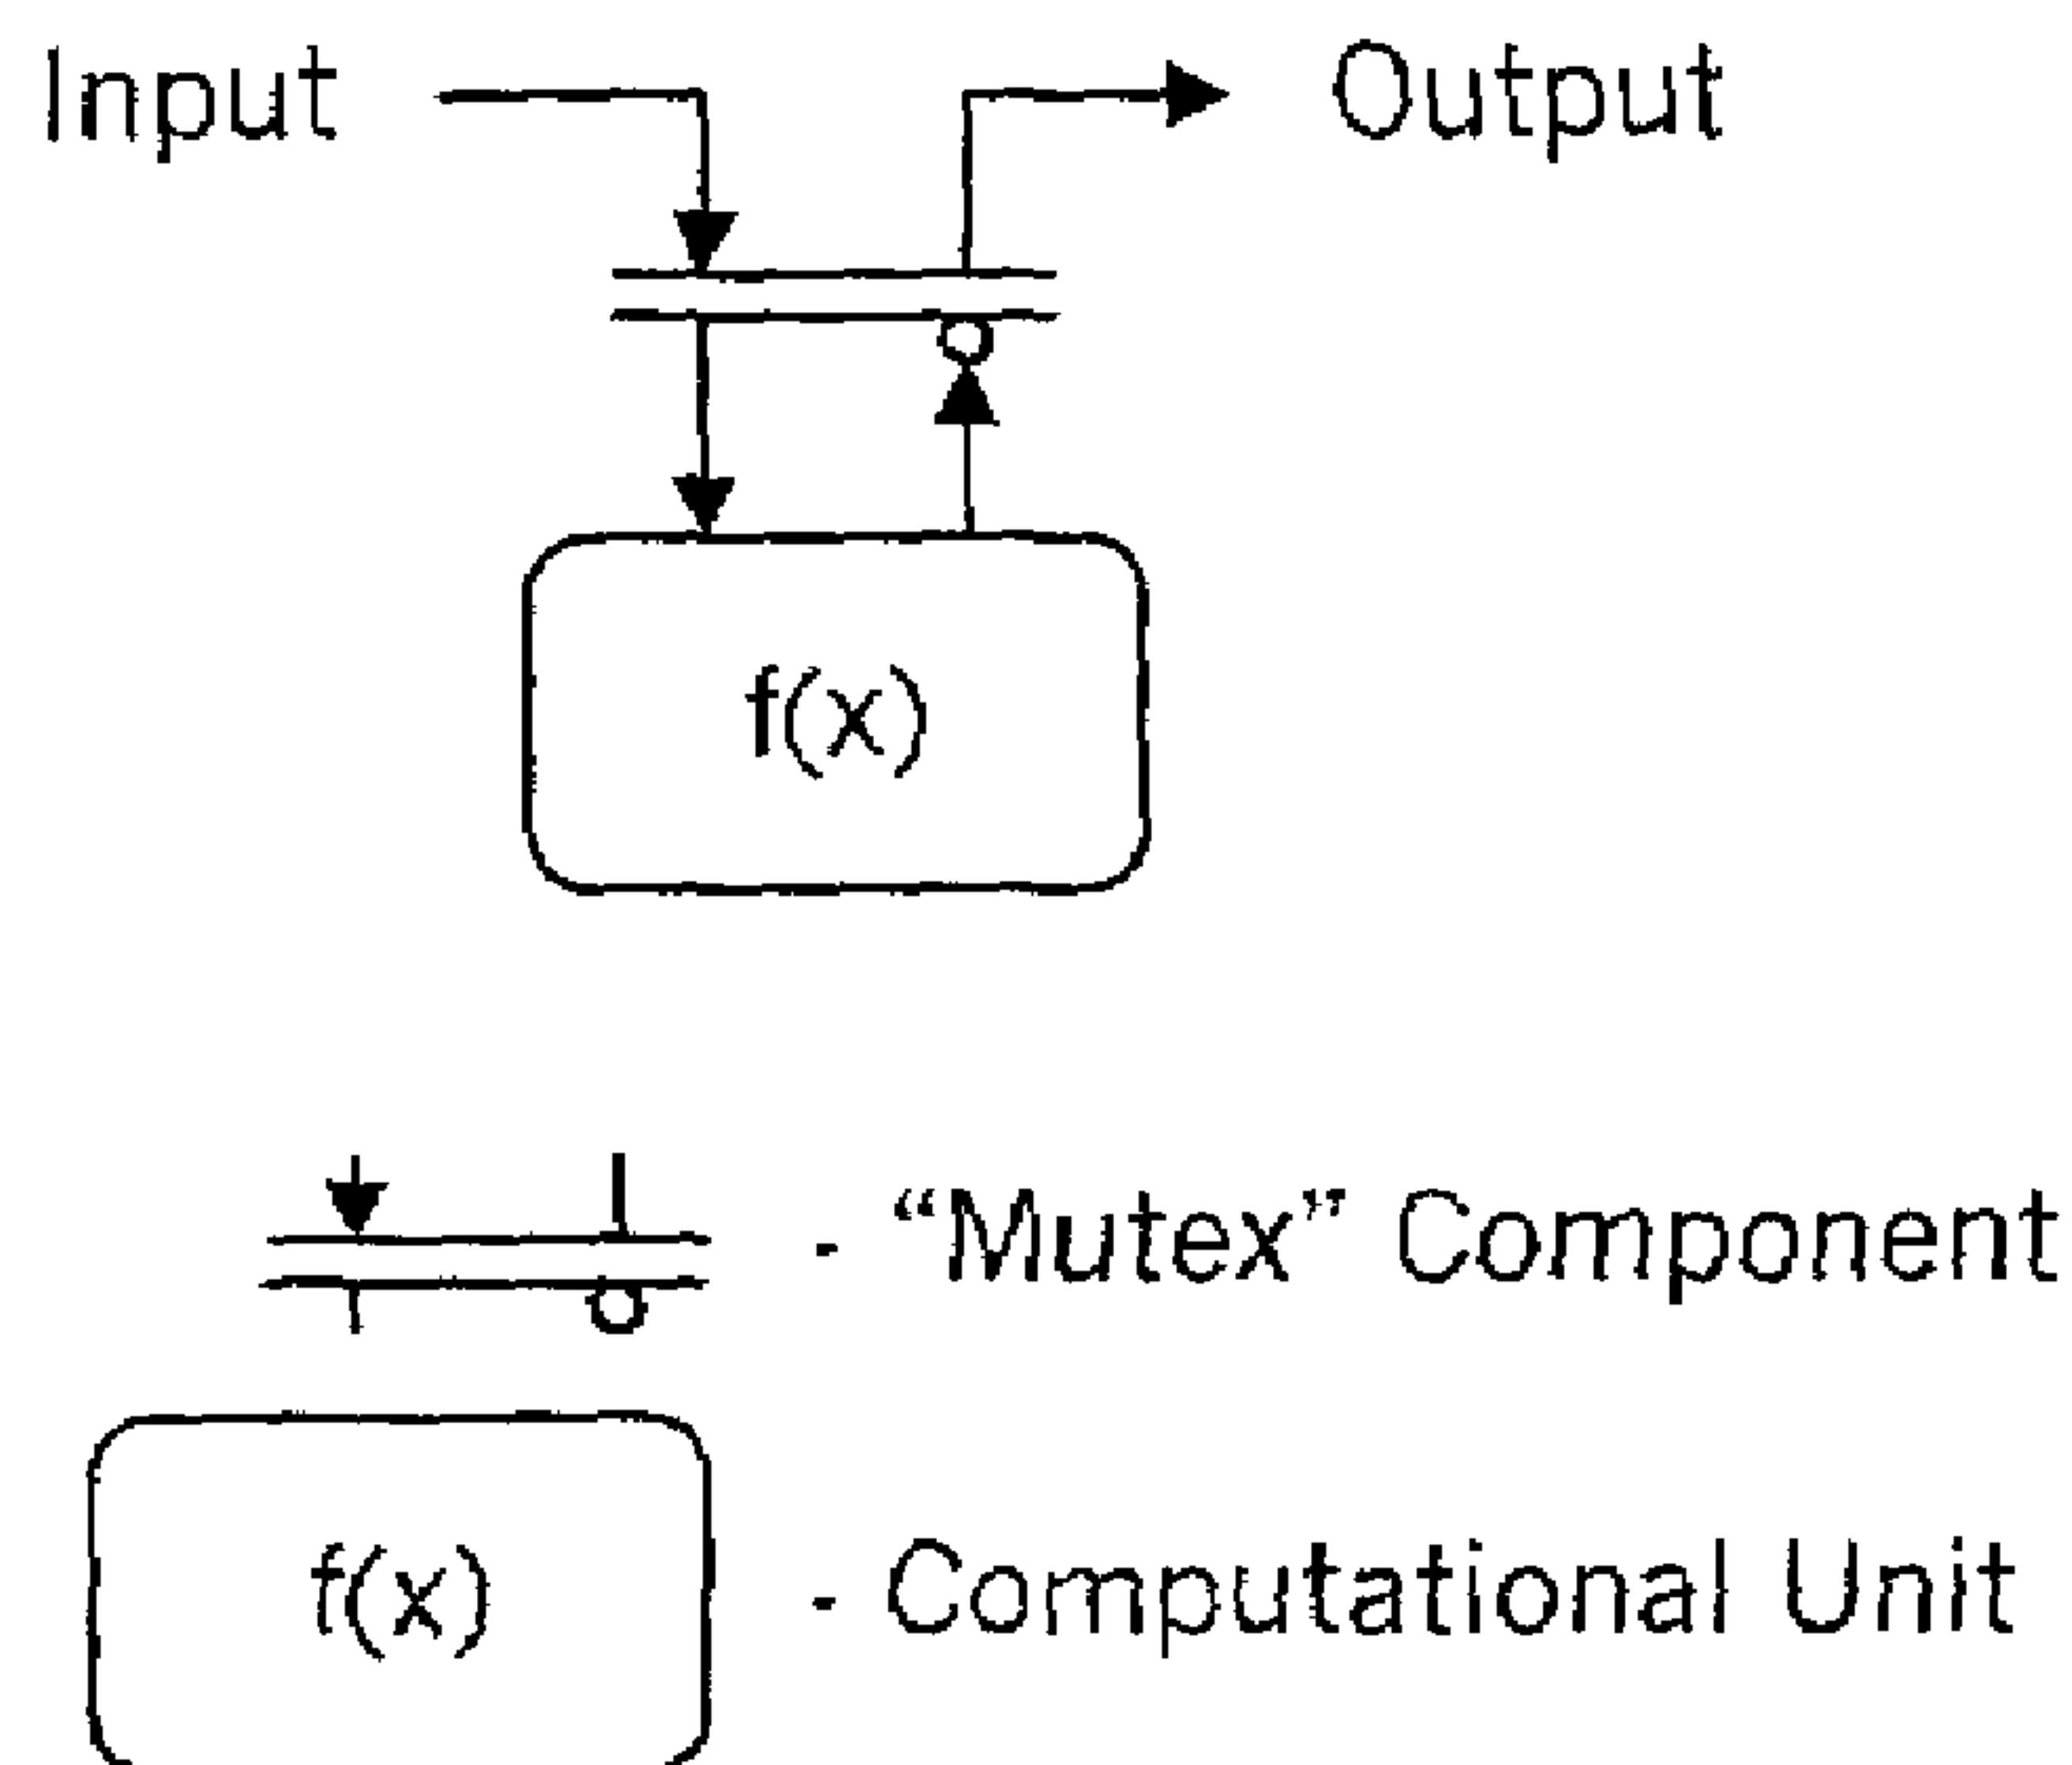 Input
Output
f(x)
- “Mutex” Component
f(x)
- Computational Unit